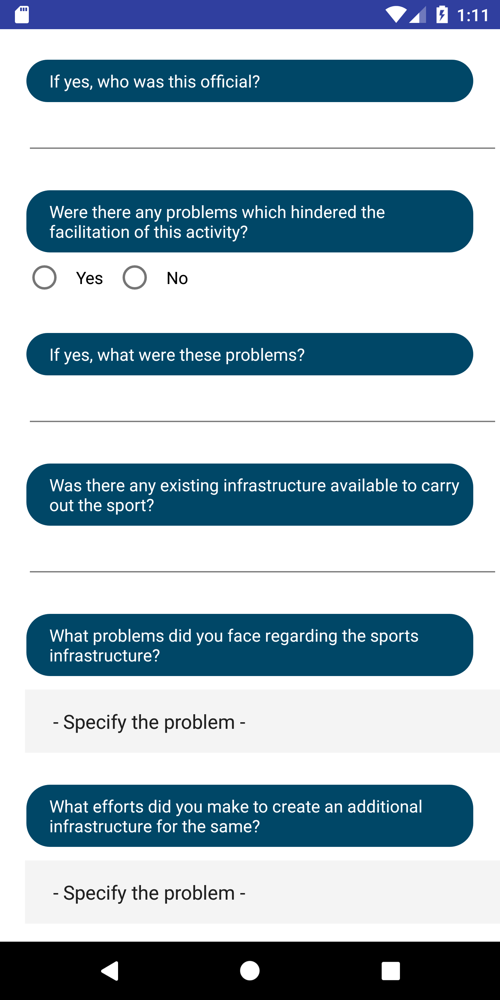 1:11
If yes, who was this official?
Were there any problems which hindered the
facilitation of this activity?
Yes No
If yes, what were these problems?
Was there any existing infrastructure available to carry
out the sport?
What problems did you face regarding the sports
infrastructure?
- Specify the problem -
What efforts did you make to create an additional
infrastructure for the same?
- Specify the problem -